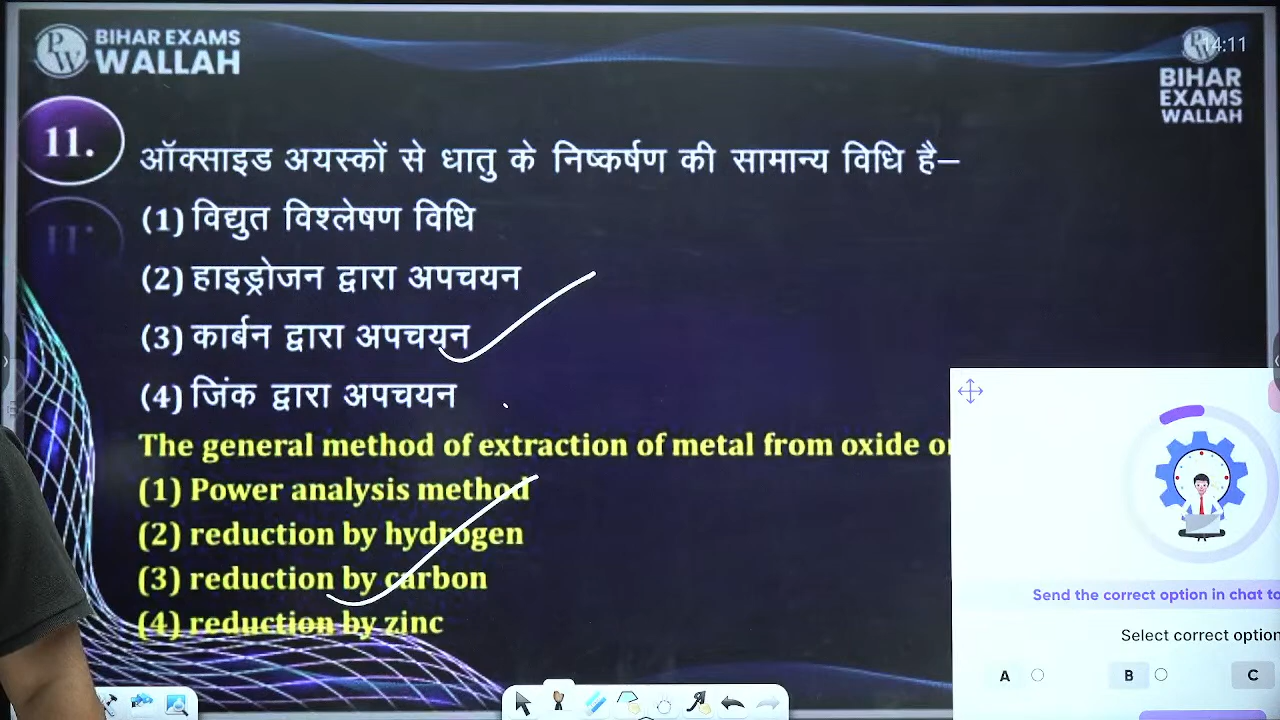 BIHAR EXAMS
WALLAH
14:11
BIHAR
EXAMS
WALLAH
11.
ऑक्साइड अयस्कों से धातु के निष्कर्षण की सामान्य विधि है–
(1) विद्युत विश्लेषण विधि
(2) हाइड्रोजन द्वारा अपचयन
(3) कार्बन द्वारा अपचयन
(4) जिंक द्वारा अपचयन
The general method of extraction of metal from oxide
(1) Power analysis method
(2) reduction by hydrogen
(3) reduction by carbon
(4) reduction by zinc
Send the correct option in chat to
Select correct option
A B C